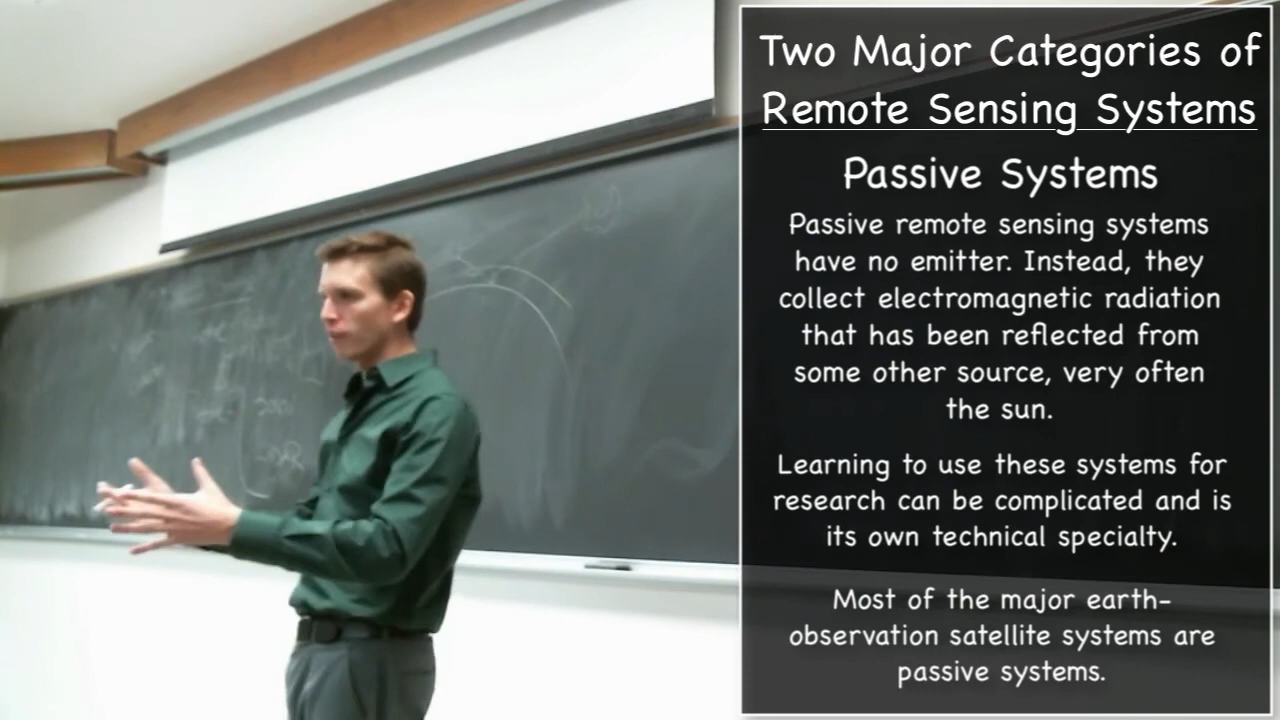 Two Major Categories of
Remote Sensing Systems
Passive Systems
Passive remote sensing systems
have no emitter. Instead, they
collect electromagnetic radiation
that has been reflected from
some other source, very often
the sun.
Learning to use these systems for
research can be complicated and is
its own technical specialty.
Most of the major earth-
observation satellite systems are
passive systems.